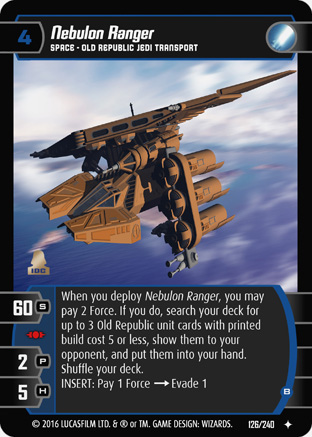 4
Nebulon Ranger
SPACE - OLD REPUBLIC JEDI TRANSPORT
IDC
60 S
2 P
5 H
When you deploy Nebulon Ranger, you may
pay 2 Force. If you do, search your deck for
up to 3 Old Republic unit cards with printed
build cost 5 or less, show them to your
opponent, and put them into your hand.
Shuffle your deck.
INSERT: Pay 1 Force → Evade 1
B
© 2016 LUCASFILM LTD. & ® or TM. GAME DESIGN: WIZARDS. 126/240